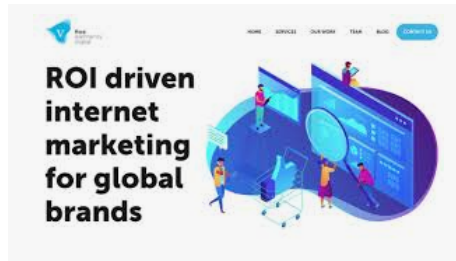 HOME SERVICES OUR WORK TEAM BLOG CONTACT US
ROI driven
internet
marketing
for global
brands